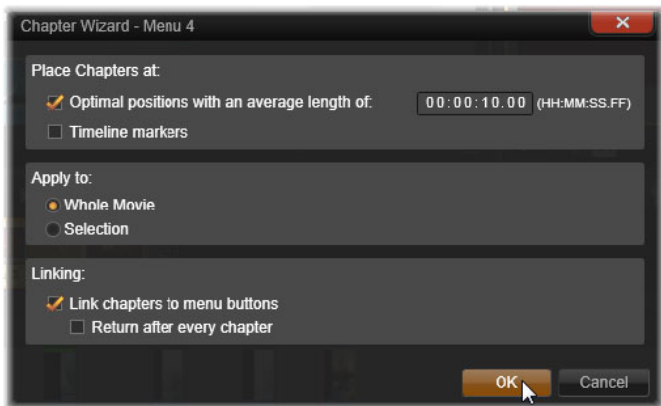 Chapter Wizard - Menu 4
Place Chapters at:
Optimal positions with an average length of: 00:00:10.00 (HH:MM:SS.FF)
Timeline markers
Apply to:
Whole Movie
Selection
Linking:
Link chapters to menu buttons
Return after every chapter
OK Cancel